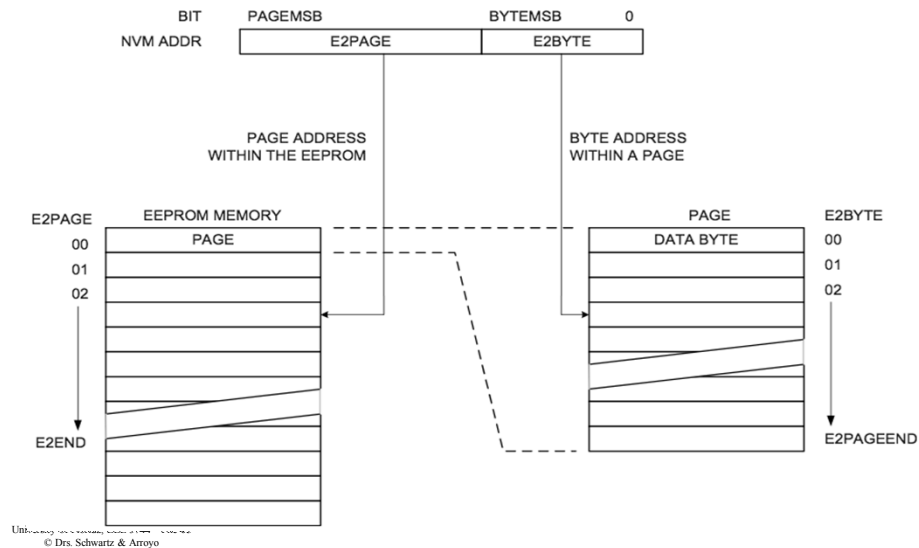 BIT PAGEMSB BYTEMSB 0
NVM ADDR E2PAGE E2BYTE
PAGE ADDRESS
WITHIN THE EEPROM
BYTE ADDRESS
WITHIN A PAGE
E2PAGE EEPROM MEMORY
00 PAGE
01
02
E2END
PAGE E2BYTE
DATA BYTE 00
01
02
E2PAGEEND
© Drs. Schwartz & Arroyo